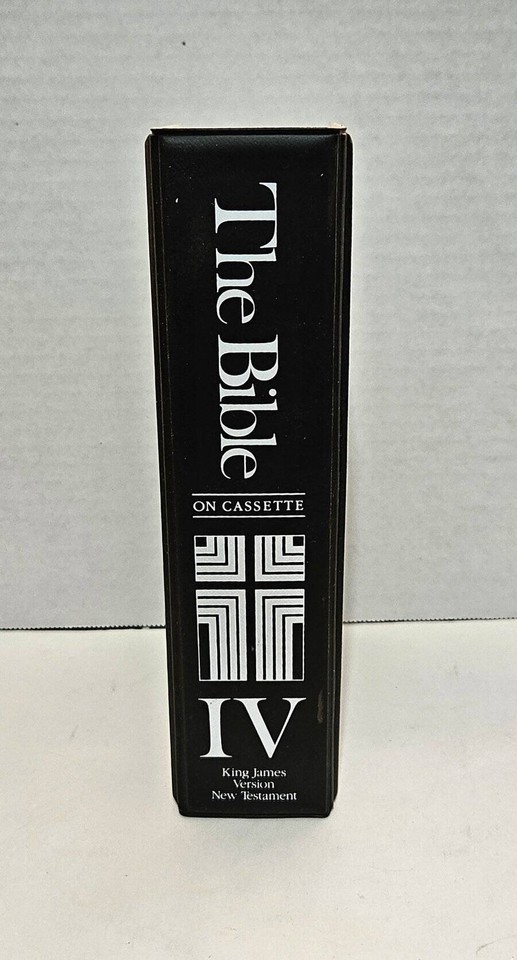 The Bible
ON CASSETTE
IV
King James
Version
New Testament